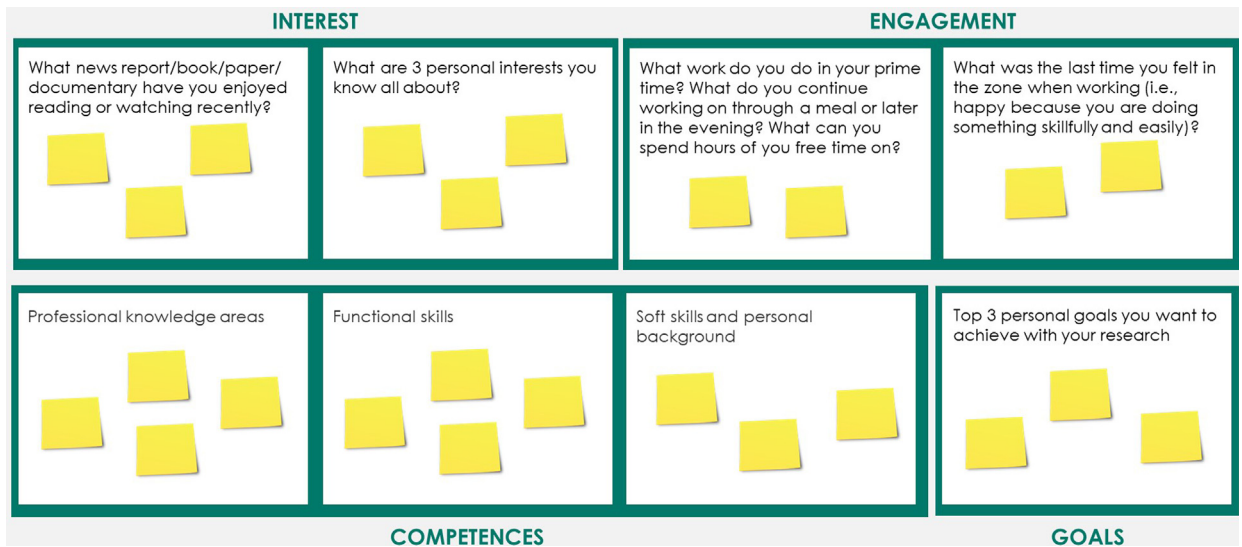 INTEREST
ENGAGEMENT
What news report/book/paper/
documentary have you enjoyed
reading or watching recently?
What are 3 personal interests you
know all about?
What work do you do in your prime
time? What do you continue
working on through a meal or later
in the evening? What can you
spend hours of you free time on?
What was the last time you felt in
the zone when working (i.e.,
happy because you are doing
something skillfully and easily)?
Professional knowledge areas
Functional skills
Soft skills and personal
background
Top 3 personal goals you want to
achieve with your research
COMPETENCES
GOALS